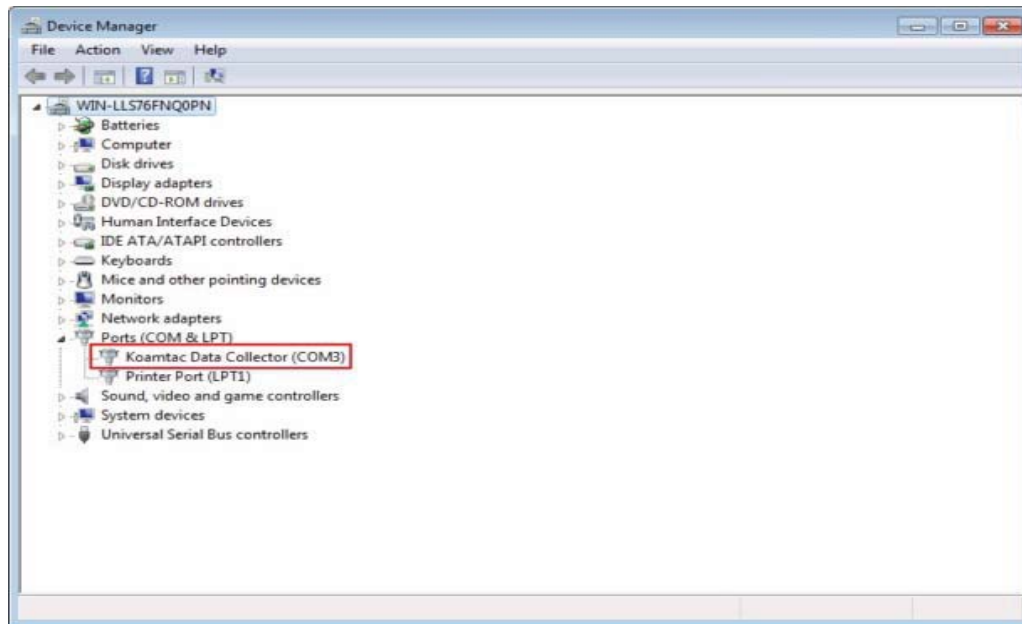 Device Manager
File Action View Help
WIN-LLS76FNQ0PN
Batteries
Computer
Disk drives
Display adapters
DVD/CD-ROM drives
Human Interface Devices
IDE ATA/ATAPI controllers
Keyboards
Mice and other pointing devices
Monitors
Network adapters
Ports (COM & LPT)
Koamtac Data Collector (COM3)
Printer Port (LPT1)
Sound, video and game controllers
System devices
Universal Serial Bus controllers